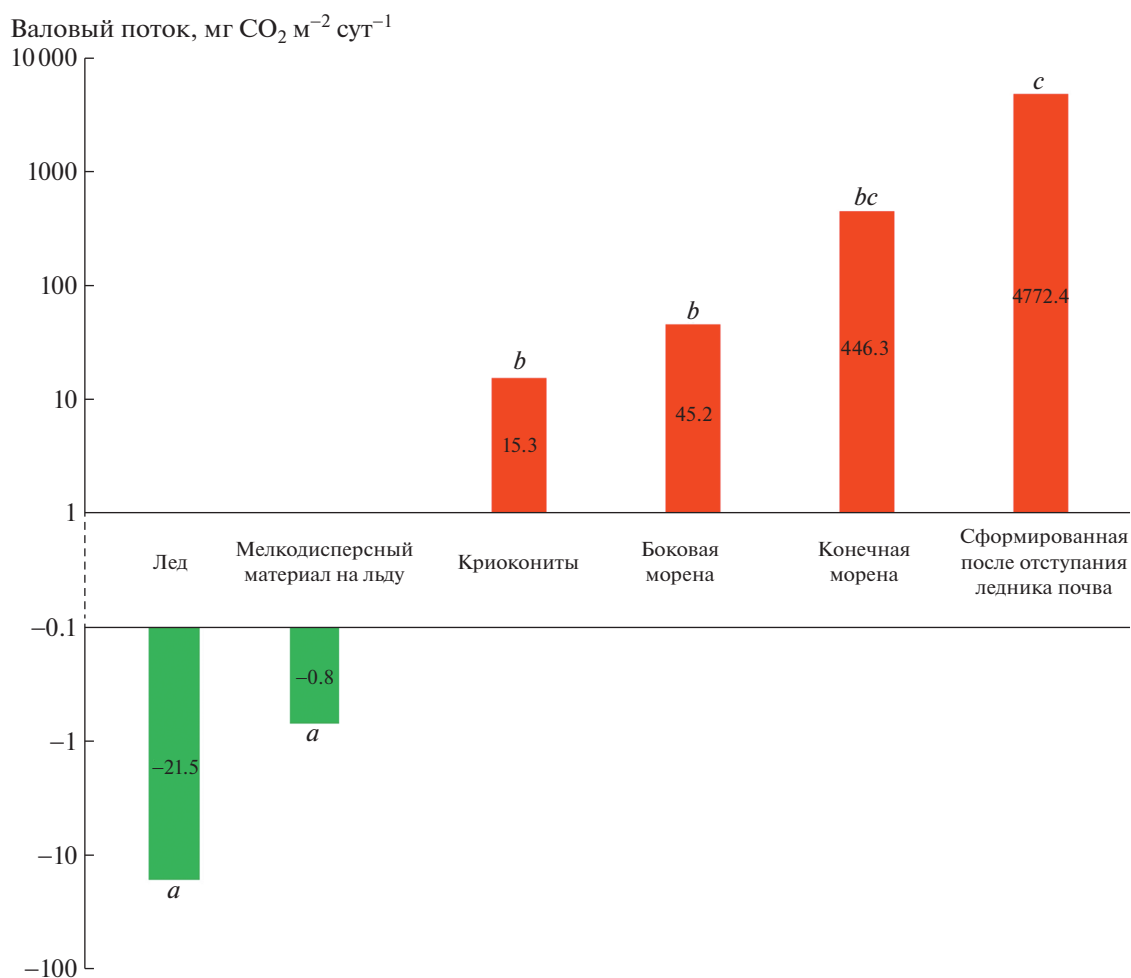 Валовый поток, мг CO₂ м⁻² сут⁻¹
10 000
1000
100
10
1
−0.1
−1
−10
−100
c
bc
b
b
4772.4
446.3
45.2
15.3
Лед
Мелкодисперсный
материал на льду
Криокониты
Боковая
морена
Конечная
морена
Сформированная
после отступания
ледника почва
−0.8
a
−21.5
a